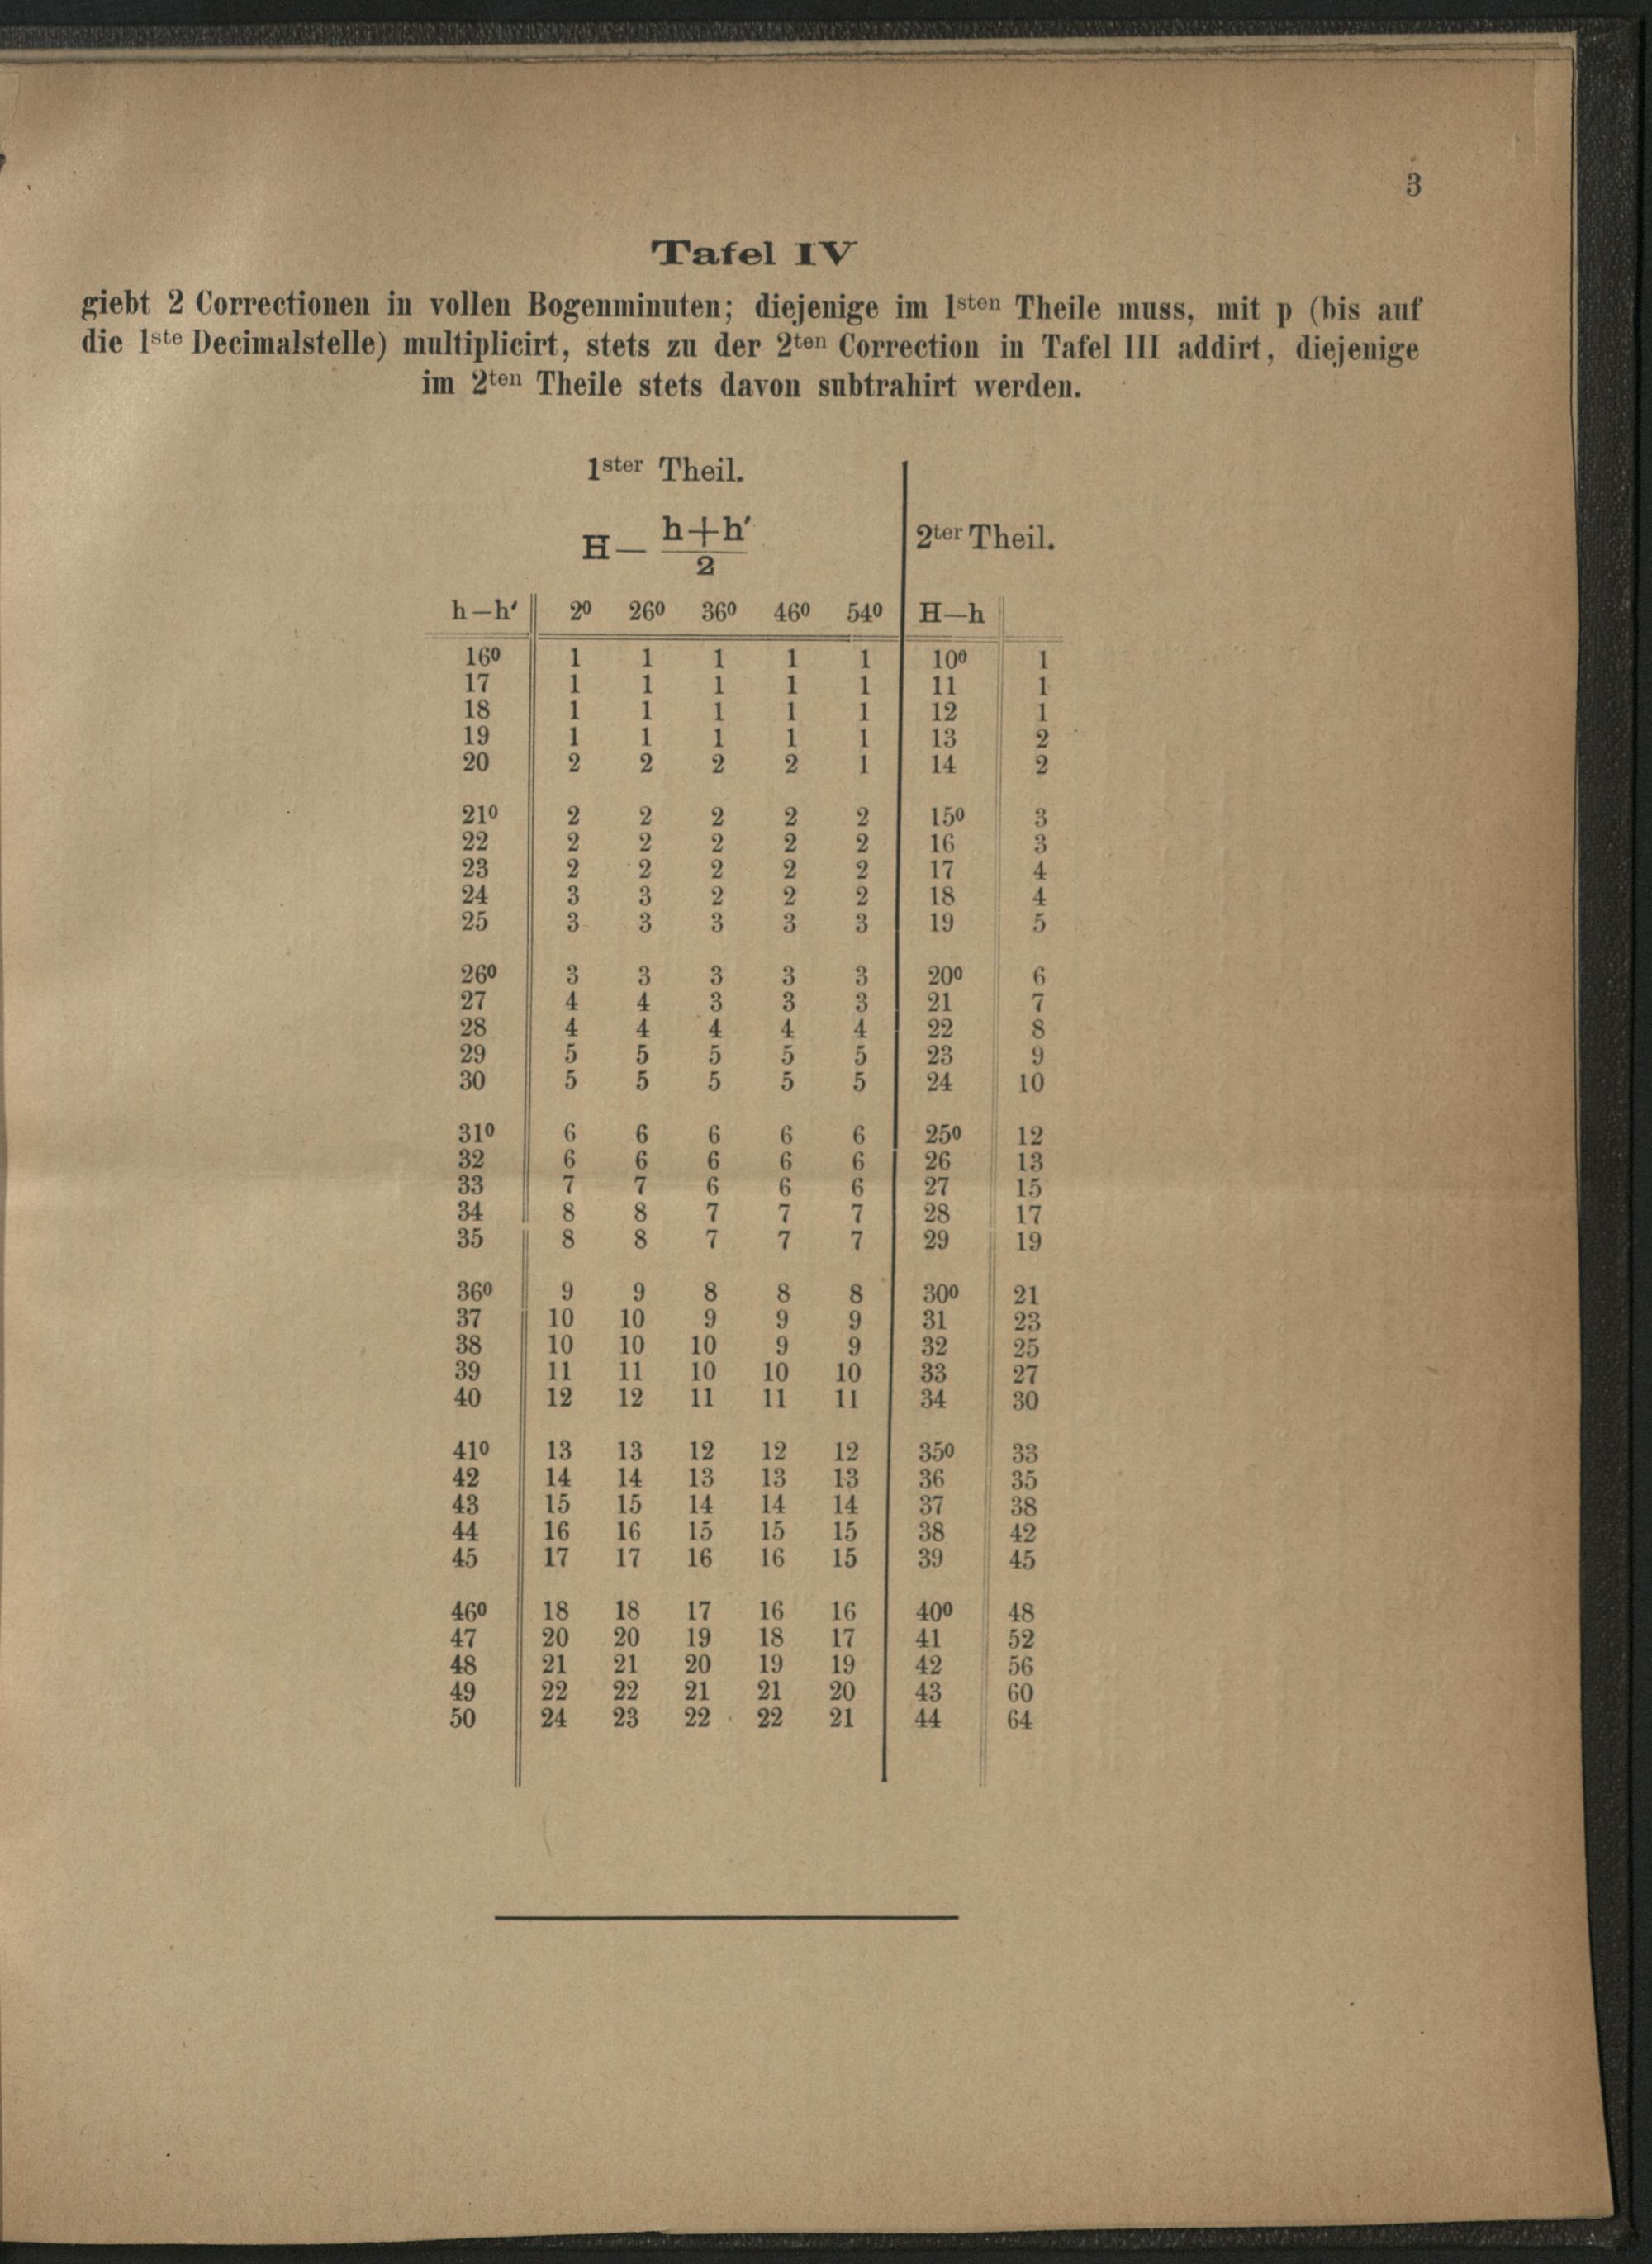 3
Tafel IV
giebt 2 Correctionen in vollen Bogenminuten; diejenige im 1sten Theile muss, mit p (bis auf
die 1ste Decimalstelle) multiplicirt, stets zu der 2ten Correction in Tafel III addirt, diejenige
im 2ten Theile stets davon subtrahirt werden.
1ster Theil.
H — (h+h′)/2
2ter Theil.
h—h′ 2⁰ 26⁰ 36⁰ 46⁰ 54⁰ H—h
16⁰ 1 1 1 1 1 10⁰ 1
17 1 1 1 1 1 11 1
18 1 1 1 1 1 12 1
19 1 1 1 1 1 13 2
20 2 2 2 2 1 14 2
21⁰ 2 2 2 2 2 15⁰ 3
22 2 2 2 2 2 16 3
23 2 2 2 2 2 17 4
24 3 3 2 2 2 18 4
25 3 3 3 3 3 19 5
26⁰ 3 3 3 3 3 20⁰ 6
27 4 4 3 3 3 21 7
28 4 4 4 4 4 22 8
29 5 5 5 5 5 23 9
30 5 5 5 5 5 24 10
31⁰ 6 6 6 6 6 25⁰ 12
32 6 6 6 6 6 26 13
33 7 7 6 6 6 27 15
34 8 8 7 7 7 28 17
35 8 8 7 7 7 29 19
36⁰ 9 9 8 8 8 30⁰ 21
37 10 10 9 9 9 31 23
38 10 10 10 9 9 32 25
39 11 11 10 10 10 33 27
40 12 12 11 11 11 34 30
41⁰ 13 13 12 12 12 35⁰ 33
42 14 14 13 13 13 36 35
43 15 15 14 14 14 37 38
44 16 16 15 15 15 38 42
45 17 17 16 16 15 39 45
46⁰ 18 18 17 16 16 40⁰ 48
47 20 20 19 18 17 41 52
48 21 21 20 19 19 42 56
49 22 22 21 21 20 43 60
50 24 23 22 22 21 44 64